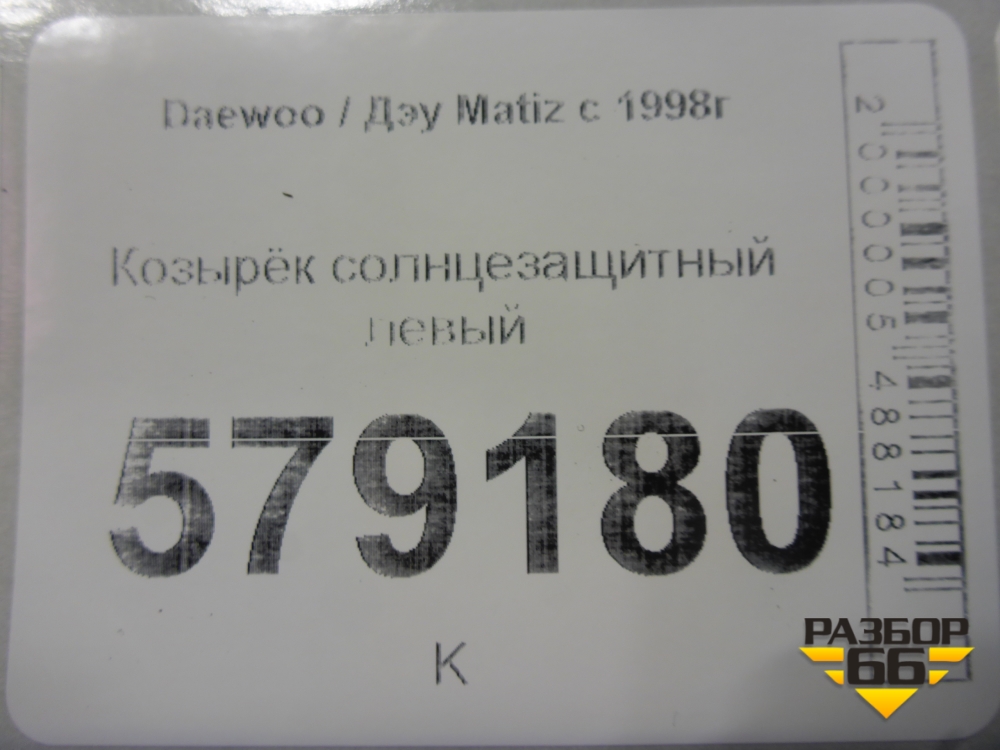 Daewoo / Дэу Matiz с 1998г
Козырёк солнцезащитный
левый
579180
К
2000005488184
РАЗБОР
66